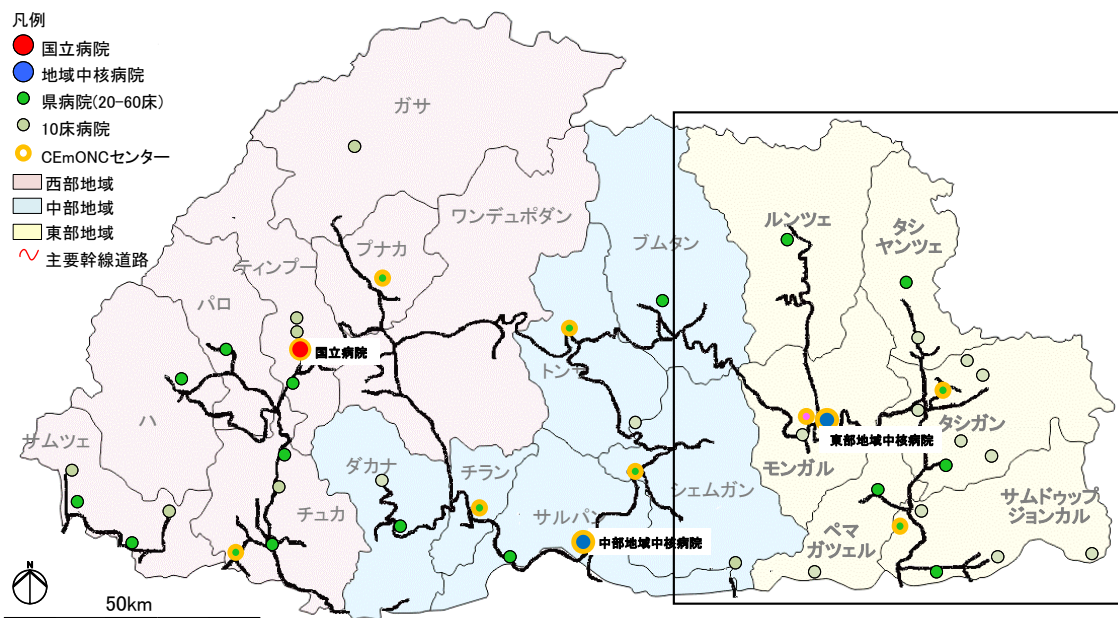 凡例
国立病院
地域中核病院
県病院(20-60床)
10床病院
CEmONCセンター
西部地域
中部地域
東部地域
主要幹線道路
ガサ
ワンデュポダン
プナカ
ティンプー
パロ
ハ
サムツェ
チュカ
国立病院
ダカナ
チラン
サルパン
トンサ
ブムタン
シェムガン
中部地域中核病院
ルンツェ
タシ
ヤンツェ
モンガル
東部地域中核病院
タシガン
ペマ
ガツェル
サムドゥップ
ジョンカル
N
50km